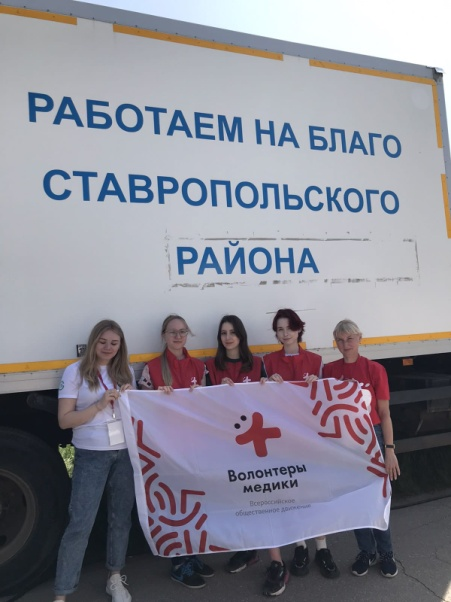 РАБОТАЕМ НА БЛАГО
СТАВРОПОЛЬСКОГО
РАЙОНА
Волонтеры
медики
Всероссийское
общественное движение